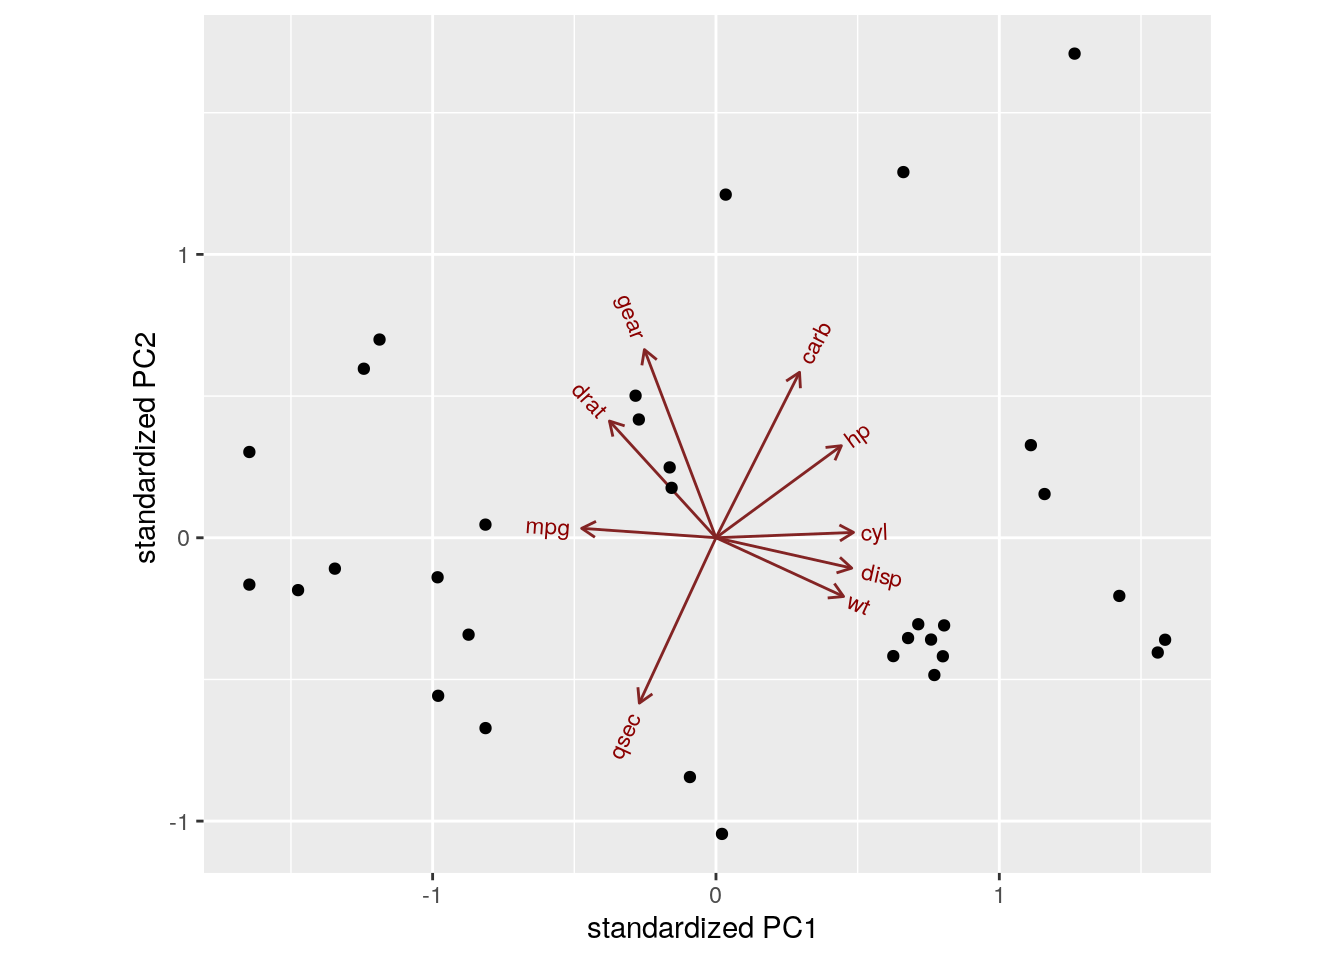 standardized PC2
1
0
-1
gear
carb
drat
hp
mpg
cyl
disp
wt
qsec
-1
0
1
standardized PC1